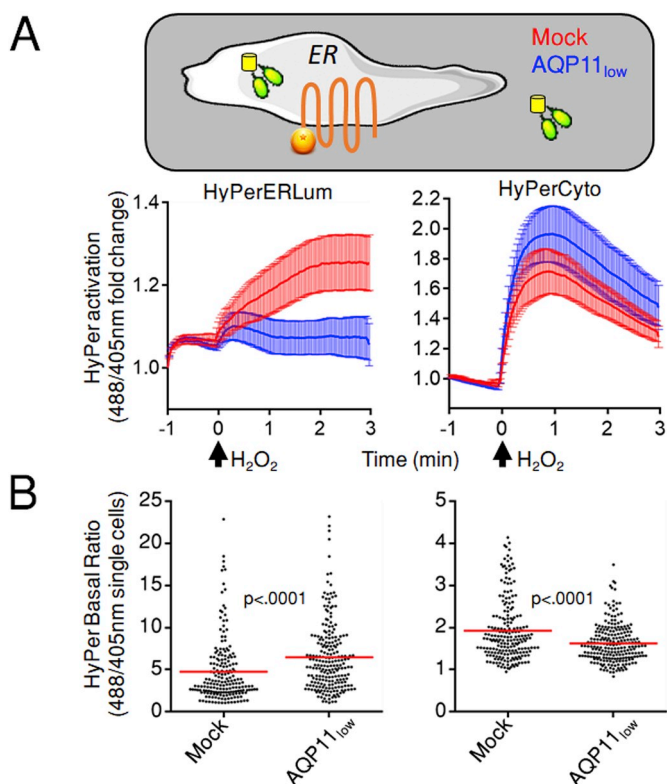 A
ER
Mock
AQP11low
HyPerERLum
HyPerCyto
HyPer activation
(488/405nm fold change)
1.4
1.2
1.0
2.2
2.0
1.8
1.6
1.4
1.2
1.0
-1 0 1 2 3
-1 0 1 2 3
H2O2
Time (min)
H2O2
B
HyPer Basal Ratio
(488/405nm single cells)
25
20
15
10
5
0
p<.0001
5
4
3
2
1
0
p<.0001
Mock
AQP11low
Mock
AQP11low